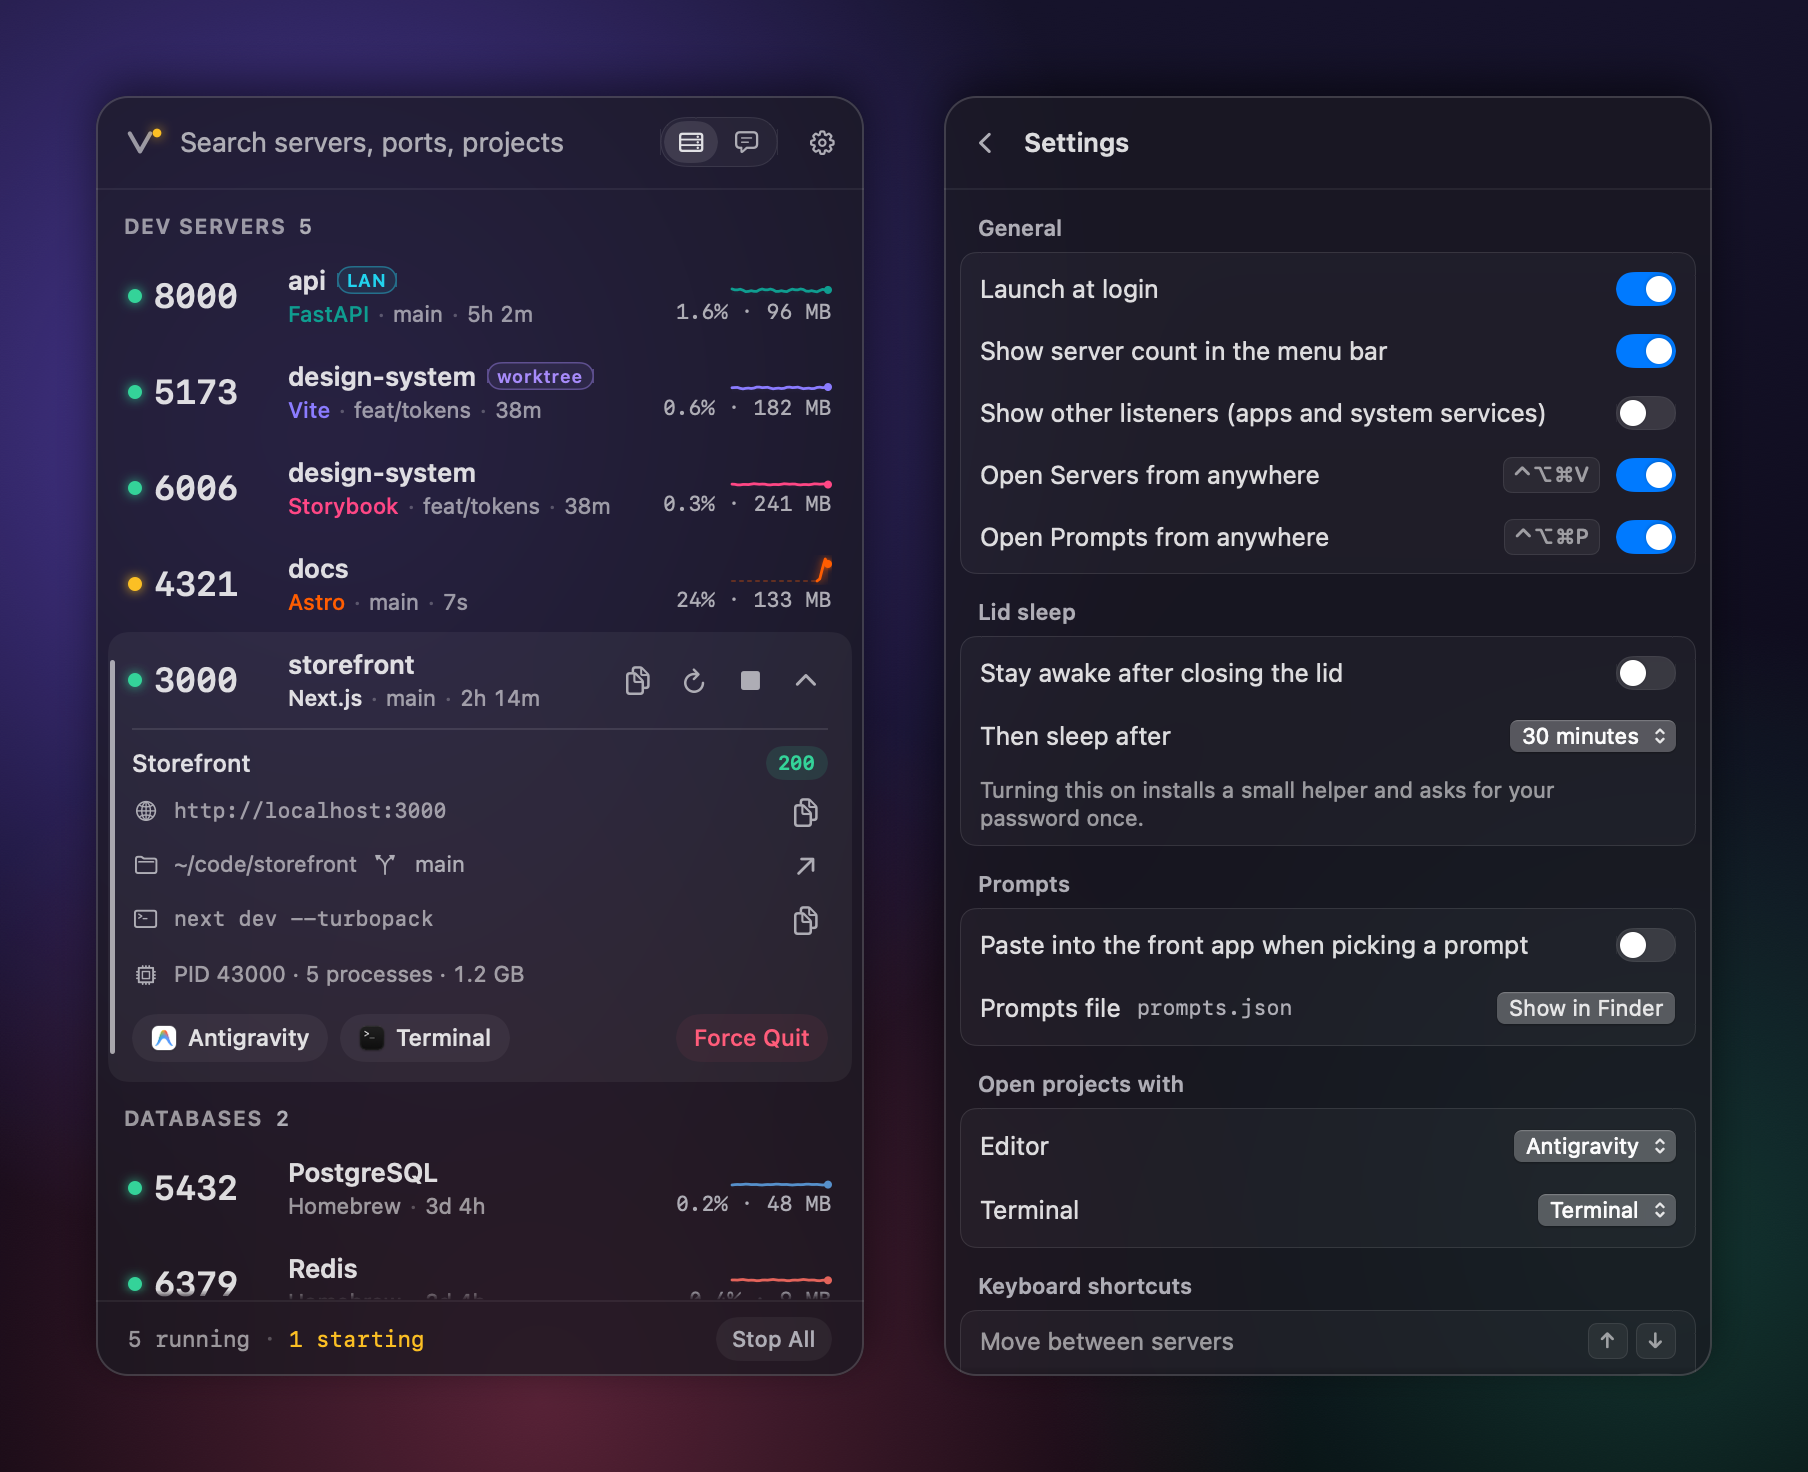 Search servers, ports, projects
DEV SERVERS 5
8000
api LAN
FastAPI · main · 5h 2m
1.6% · 96 MB
5173
design-system worktree
Vite · feat/tokens · 38m
0.6% · 182 MB
6006
design-system
Storybook · feat/tokens · 38m
0.3% · 241 MB
4321
docs
Astro · main · 7s
24% · 133 MB
3000
storefront
Next.js · main · 2h 14m
Storefront
200
http://localhost:3000
~/code/storefront main
next dev --turbopack
PID 43000 · 5 processes · 1.2 GB
Antigravity
Terminal
Force Quit
DATABASES 2
5432
PostgreSQL
Homebrew · 3d 4h
0.2% · 48 MB
6379
Redis
Homebrew · 3d 4h
0.4% · 9 MB
5 running · 1 starting
Stop All
Settings
General
Launch at login
Show server count in the menu bar
Show other listeners (apps and system services)
Open Servers from anywhere ⌃⌥⌘V
Open Prompts from anywhere ⌃⌥⌘P
Lid sleep
Stay awake after closing the lid
Then sleep after 30 minutes
Turning this on installs a small helper and asks for your
password once.
Prompts
Paste into the front app when picking a prompt
Prompts file prompts.json Show in Finder
Open projects with
Editor Antigravity
Terminal Terminal
Keyboard shortcuts
Move between servers ↑ ↓